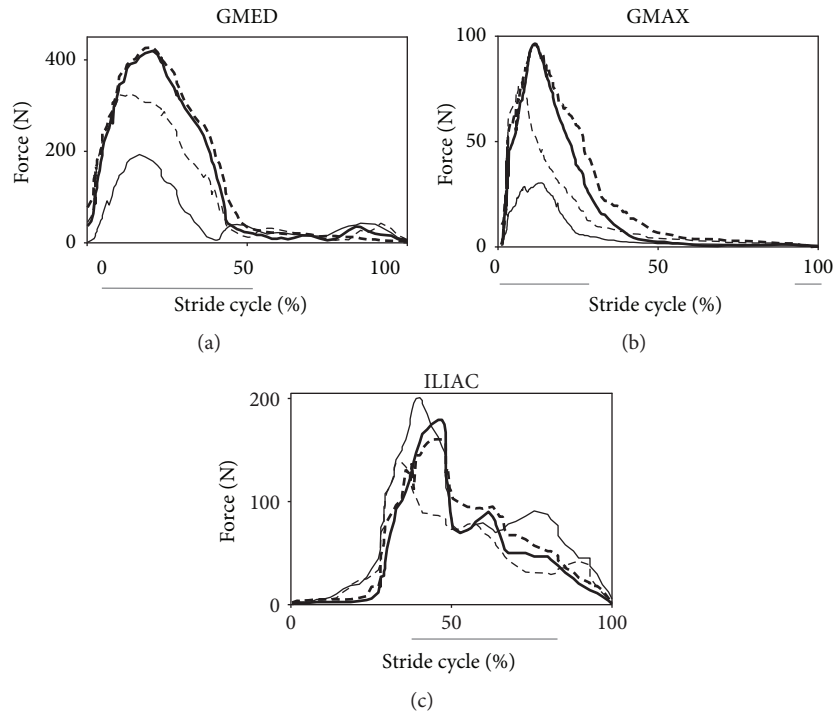 GMED
Force (N)
400
200
0
0 50 100
Stride cycle (%)
(a)
GMAX
Force (N)
100
50
0
0 50 100
Stride cycle (%)
(b)
ILIAC
Force (N)
200
100
0
0 50 100
Stride cycle (%)
(c)